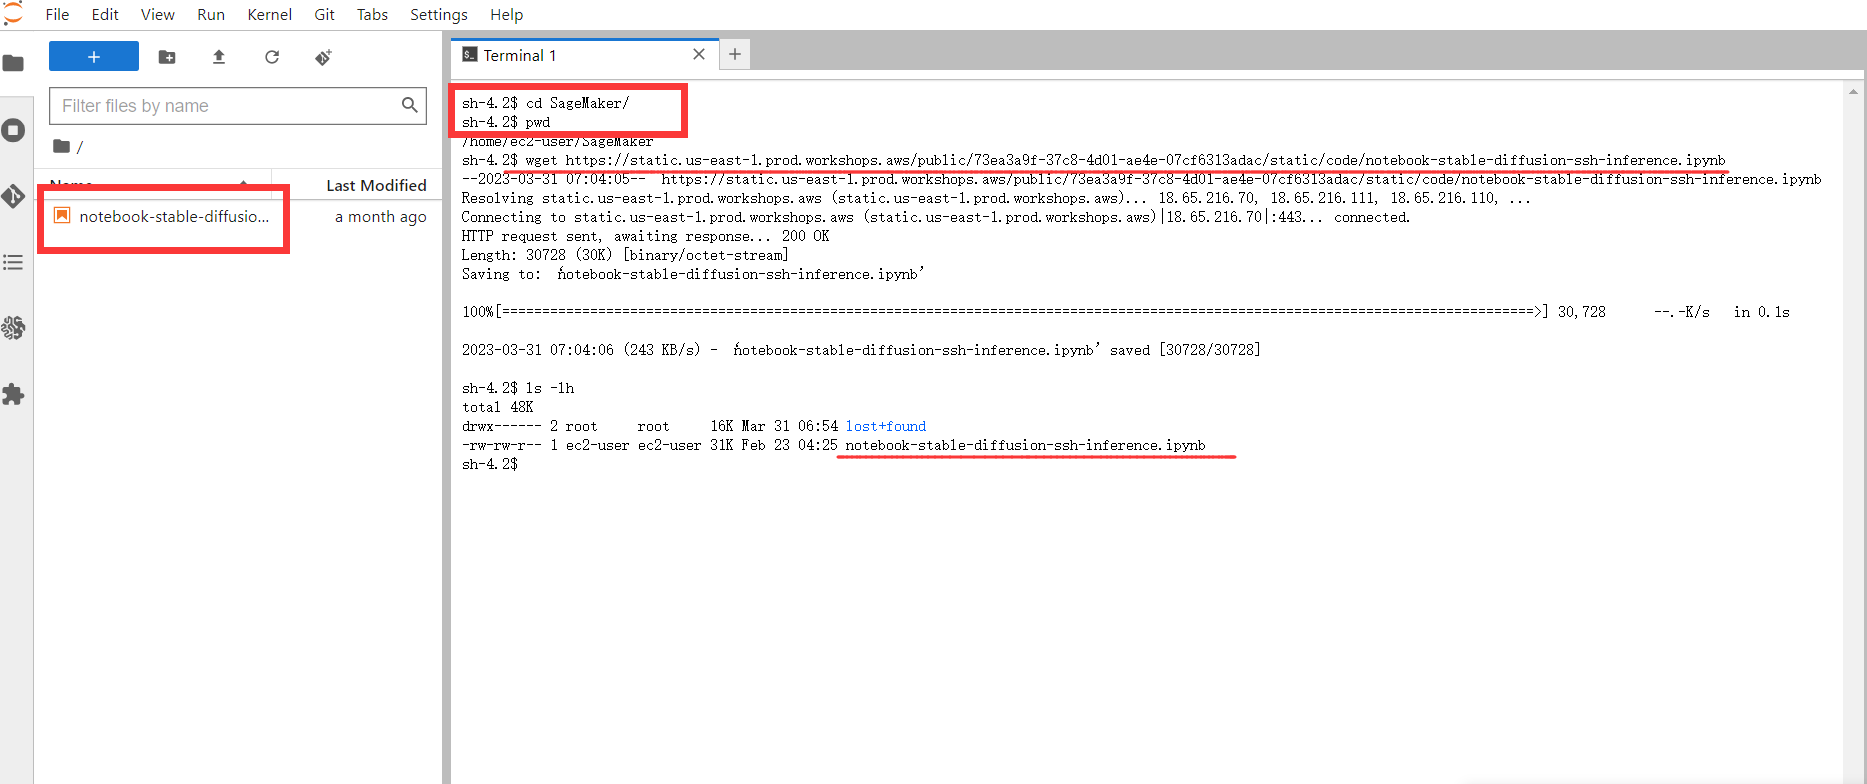 File Edit View Run Kernel Git Tabs Settings Help
+
Filter files by name
/
Name Last Modified
notebook-stable-diffusio... a month ago
Terminal 1
sh-4.2$ cd SageMaker/
sh-4.2$ pwd
/home/ec2-user/SageMaker
sh-4.2$ wget https://static.us-east-1.prod.workshops.aws/public/73ea3a9f-37c8-4d01-ae4e-07cf6313adac/static/code/notebook-stable-diffusion-ssh-inference.ipynb
--2023-03-31 07:04:05--  https://static.us-east-1.prod.workshops.aws/public/73ea3a9f-37c8-4d01-ae4e-07cf6313adac/static/code/notebook-stable-diffusion-ssh-inference.ipynb
Resolving static.us-east-1.prod.workshops.aws (static.us-east-1.prod.workshops.aws)... 18.65.216.70, 18.65.216.111, 18.65.216.110, ...
Connecting to static.us-east-1.prod.workshops.aws (static.us-east-1.prod.workshops.aws)|18.65.216.70|:443... connected.
HTTP request sent, awaiting response... 200 OK
Length: 30728 (30K) [binary/octet-stream]
Saving to: ‘notebook-stable-diffusion-ssh-inference.ipynb’
100%[=================================================================================================================================>] 30,728 --.-K/s in 0.1s
2023-03-31 07:04:06 (243 KB/s) - ‘notebook-stable-diffusion-ssh-inference.ipynb’ saved [30728/30728]
sh-4.2$ ls -lh
total 48K
drwx------ 2 root root 16K Mar 31 06:54 lost+found
-rw-rw-r-- 1 ec2-user ec2-user 31K Feb 23 04:25 notebook-stable-diffusion-ssh-inference.ipynb
sh-4.2$